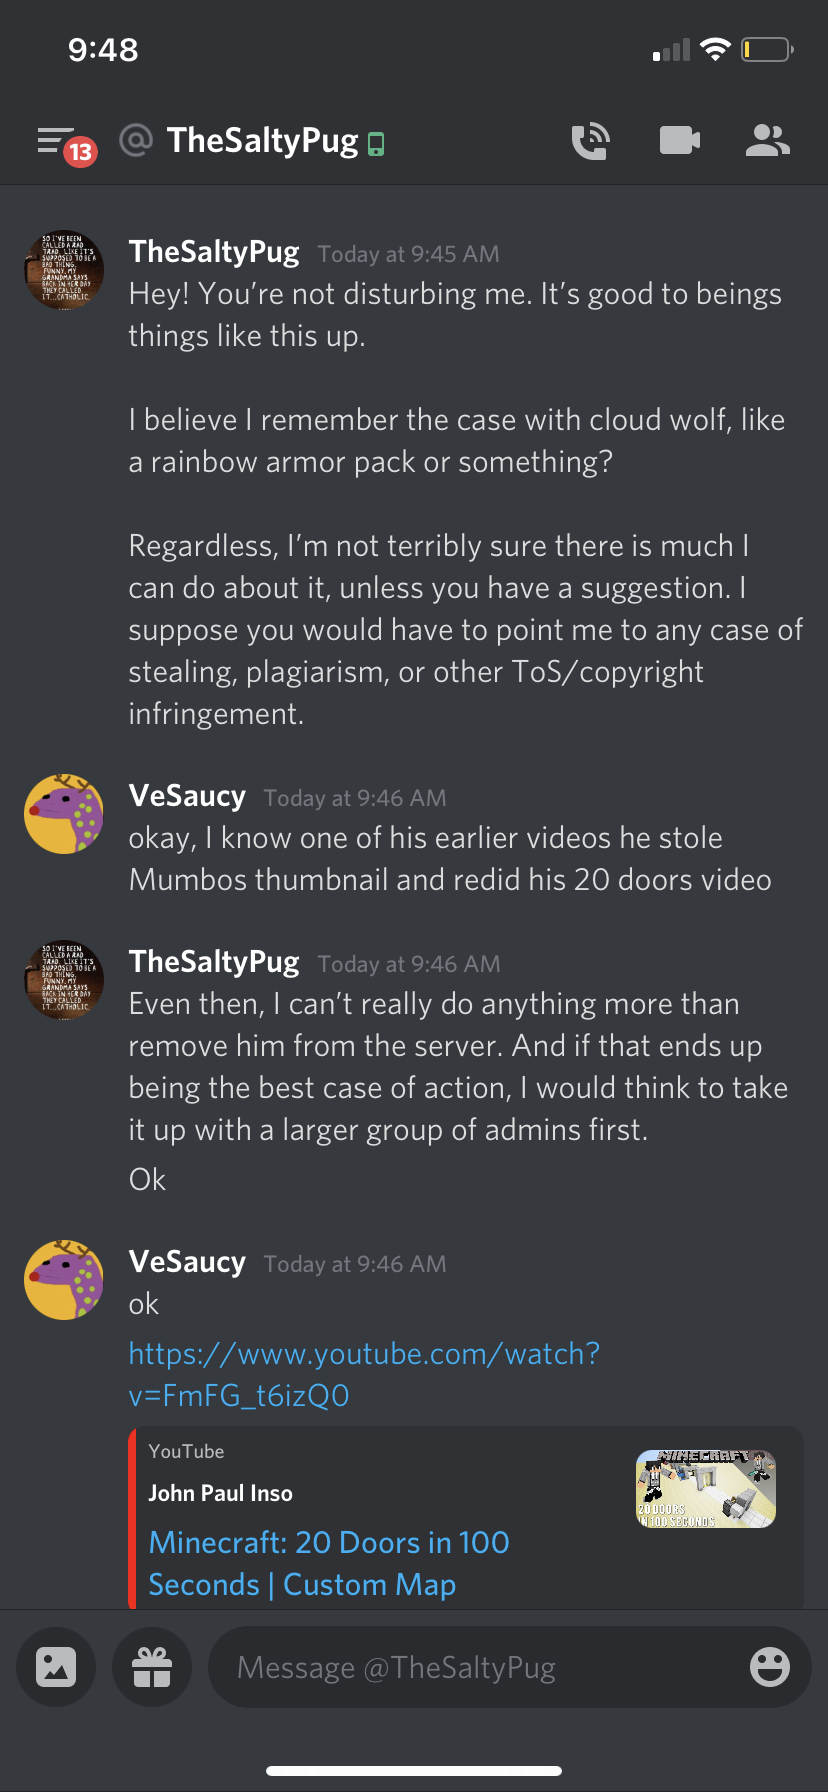 9:48
13
@ TheSaltyPug
TheSaltyPug Today at 9:45 AM
Hey! You’re not disturbing me. It’s good to beings
things like this up.
I believe I remember the case with cloud wolf, like
a rainbow armor pack or something?
Regardless, I’m not terribly sure there is much I
can do about it, unless you have a suggestion. I
suppose you would have to point me to any case of
stealing, plagiarism, or other ToS/copyright
infringement.
VeSaucy Today at 9:46 AM
okay, I know one of his earlier videos he stole
Mumbos thumbnail and redid his 20 doors video
TheSaltyPug Today at 9:46 AM
Even then, I can’t really do anything more than
remove him from the server. And if that ends up
being the best case of action, I would think to take
it up with a larger group of admins first.
Ok
VeSaucy Today at 9:46 AM
ok
https://www.youtube.com/watch?
v=FmFG_t6izQ0
YouTube
John Paul Inso
Minecraft: 20 Doors in 100
Seconds | Custom Map
MINECRAFT
20 DOORS
IN 100 SECONDS
Message @TheSaltyPug
SO I'VE BEEN
CALLED A RAD
TRAD. LIKE IT'S
SUPPOSED TO BE A
BAD THING.
FUNNY, MY
GRANDMA SAYS
BACK IN HER DAY
THEY CALLED
IT...CATHOLIC.
SO I'VE BEEN
CALLED A RAD
TRAD. LIKE IT'S
SUPPOSED TO BE A
BAD THING.
FUNNY, MY
GRANDMA SAYS
BACK IN HER DAY
THEY CALLED
IT...CATHOLIC.